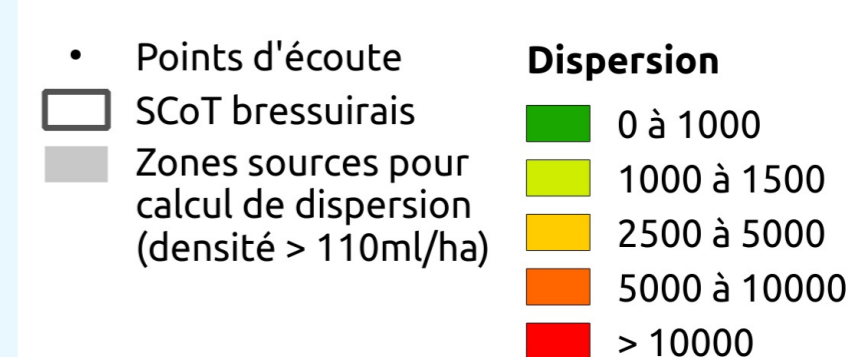 Points d'écoute
SCoT bressuirais
Zones sources pour
calcul de dispersion
(densité > 110ml/ha)
Dispersion
0 à 1000
1000 à 1500
2500 à 5000
5000 à 10000
> 10000